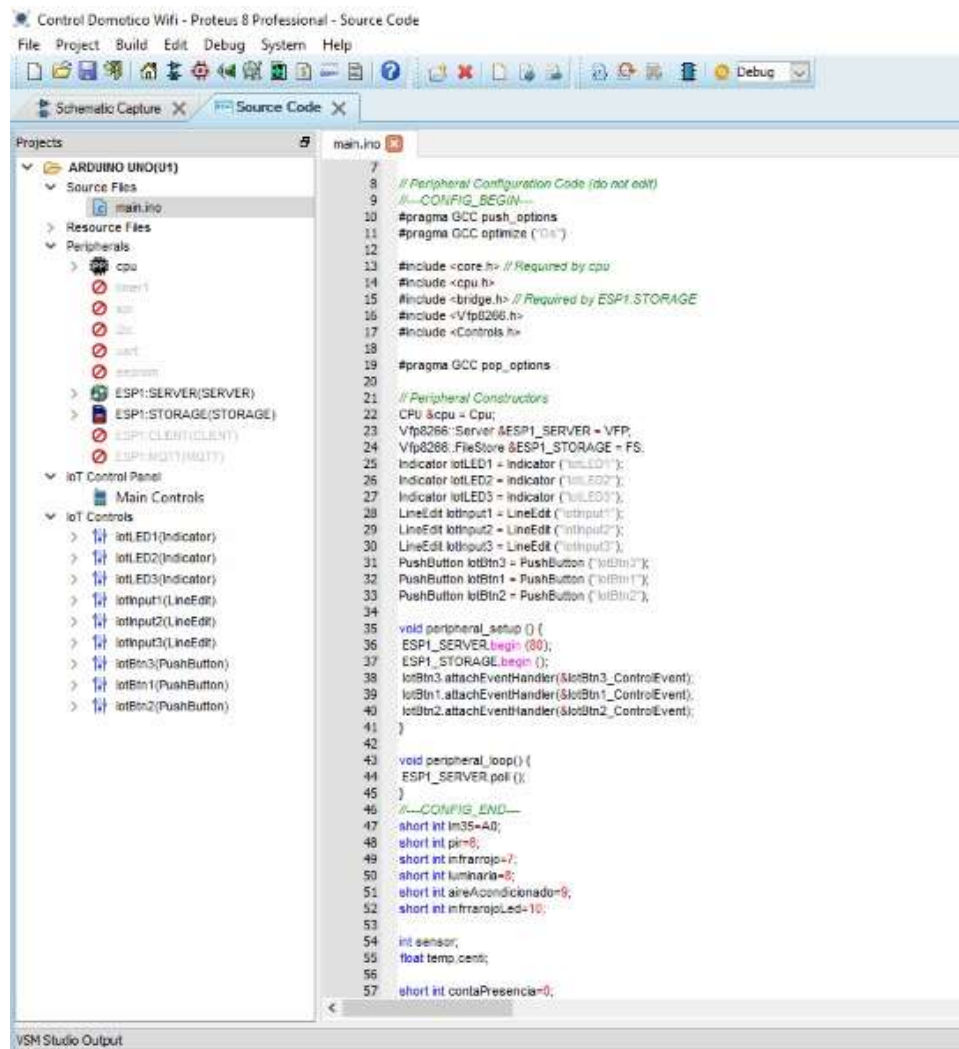 Control Domotico Wifi - Proteus 8 Professional - Source Code
File Project Build Edit Debug System Help
Debug
Schematic Capture Source Code
Projects
ARDUINO UNO(U1)
Source Files
main.ino
Resource Files
Peripherals
cpu
timer1
spi
i2c
uart
eeprom
ESP1:SERVER(SERVER)
ESP1:STORAGE(STORAGE)
ESP1:CLIENT(CLIENT)
ESP1:MQTT(MQTT)
IoT Control Panel
Main Controls
IoT Controls
IotLED1(Indicator)
IotLED2(Indicator)
IotLED3(Indicator)
IotInput1(LineEdit)
IotInput2(LineEdit)
IotInput3(LineEdit)
IotBtn3(PushButton)
IotBtn1(PushButton)
IotBtn2(PushButton)
main.ino
7
8 // Peripheral Configuration Code (do not edit)
9 //---CONFIG_BEGIN---
10 #pragma GCC push_options
11 #pragma GCC optimize ("Os")
12
13 #include <core.h> // Required by cpu
14 #include <cpu.h>
15 #include <bridge.h> // Required by ESP1:STORAGE
16 #include <Vfp8266.h>
17 #include <Controls.h>
18
19 #pragma GCC pop_options
20
21 // Peripheral Constructors
22 CPU &cpu = Cpu;
23 Vfp8266::Server &ESP1_SERVER = VFP;
24 Vfp8266::FileStore &ESP1_STORAGE = FS;
25 Indicator IotLED1 = Indicator ("IotLED1");
26 Indicator IotLED2 = Indicator ("IotLED2");
27 Indicator IotLED3 = Indicator ("IotLED3");
28 LineEdit IotInput1 = LineEdit ("IotInput1");
29 LineEdit IotInput2 = LineEdit ("IotInput2");
30 LineEdit IotInput3 = LineEdit ("IotInput3");
31 PushButton IotBtn3 = PushButton ("IotBtn3");
32 PushButton IotBtn1 = PushButton ("IotBtn1");
33 PushButton IotBtn2 = PushButton ("IotBtn2");
34
35 void peripheral_setup () {
36 ESP1_SERVER.begin (80);
37 ESP1_STORAGE.begin ();
38 IotBtn3.attachEventHandler(&IotBtn3_ControlEvent);
39 IotBtn1.attachEventHandler(&IotBtn1_ControlEvent);
40 IotBtn2.attachEventHandler(&IotBtn2_ControlEvent);
41 }
42
43 void peripheral_loop() {
44 ESP1_SERVER.poll ();
45 }
46 //---CONFIG_END---
47 short int lm35=A0;
48 short int pir=6;
49 short int infrarrojo=7;
50 short int luminaria=8;
51 short int aireAcondicionado=9;
52 short int infrrarojoLed=10;
53
54 int sensor;
55 float temp,centi;
56
57 short int contaPresencia=0;
VSM Studio Output